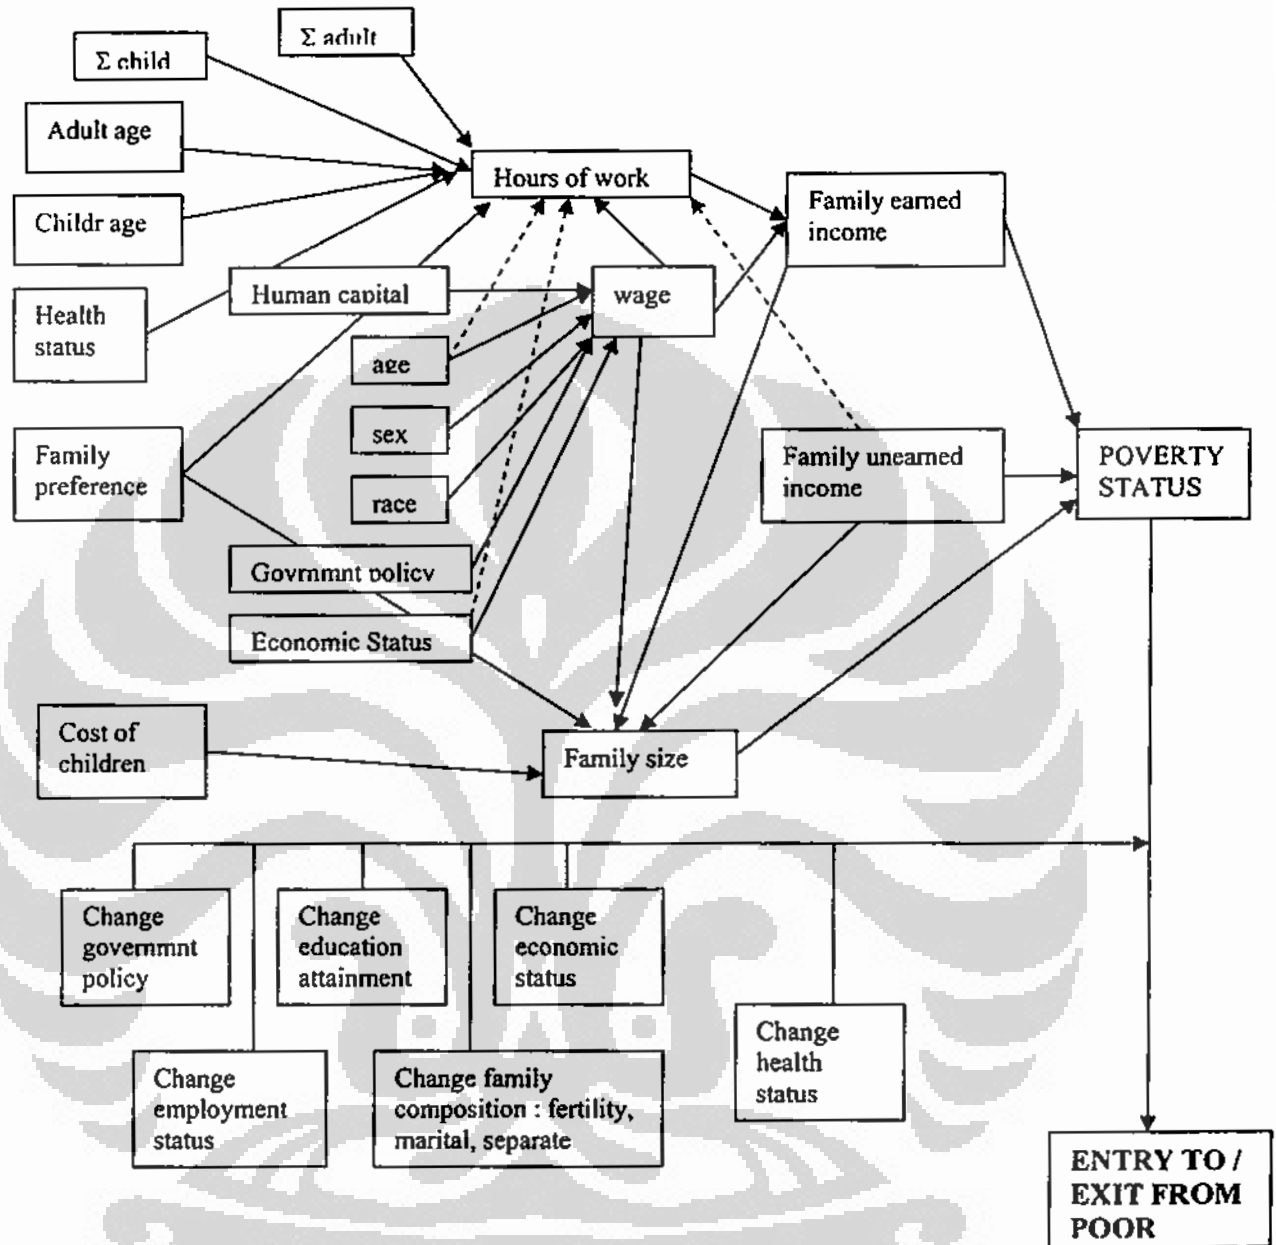 Σ adult
Σ child
Adult age
Hours of work
Family earned
income
Childr age
Human capital
wage
Health
status
age
sex
Family
preference
Family unearned
income
POVERTY
STATUS
race
Govrnmnt policy
Economic Status
Cost of
children
Family size
Change
governmnt
policy
Change
education
attainment
Change
economic
status
Change
health
status
Change
employment
status
Change family
composition : fertility,
marital, separate
ENTRY TO /
EXIT FROM
POOR